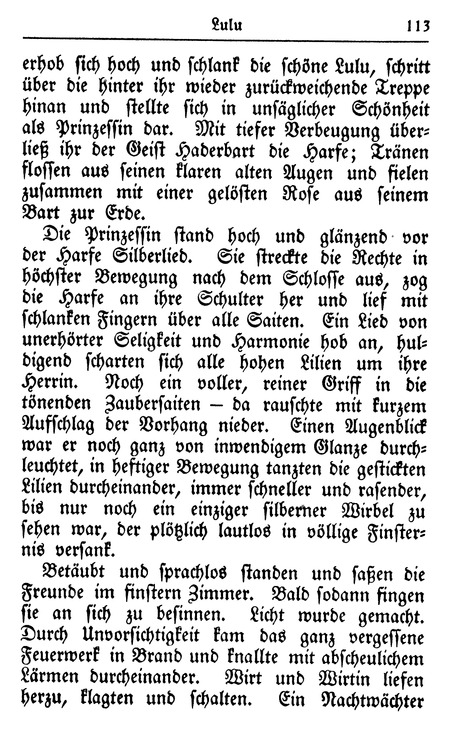 Lulu 113
erhob sich hoch und schlank die schöne Lulu, schritt
über die hinter ihr wieder zurückweichende Treppe
hinan und stellte sich in unsäglicher Schönheit
als Prinzessin dar. Mit tiefer Verbeugung über-
ließ ihr der Geist Haderbart die Harfe; Tränen
flossen aus seinen klaren alten Augen und fielen
zusammen mit einer gelösten Rose aus seinem
Bart zur Erde.
Die Prinzessin stand hoch und glänzend vor
der Harfe Silberlied. Sie streckte die Rechte in
höchster Bewegung nach dem Schlosse aus, zog
die Harfe an ihre Schulter her und lief mit
schlanken Fingern über alle Saiten. Ein Lied von
unerhörter Seligkeit und Harmonie hob an, hul-
digend scharten sich alle hohen Lilien um ihre
Herrin. Noch ein voller, reiner Griff in die
tönenden Zaubersaiten — da rauschte mit kurzem
Aufschlag der Vorhang nieder. Einen Augenblick
war er noch ganz von inwendigem Glanze durch-
leuchtet, in heftiger Bewegung tanzten die gestickten
Lilien durcheinander, immer schneller und rasender,
bis nur noch ein einziger silberner Wirbel zu
sehen war, der plötzlich lautlos in völlige Finster-
nis versank.
Betäubt und sprachlos standen und saßen die
Freunde im finstern Zimmer. Bald sodann fingen
sie an sich zu besinnen. Licht wurde gemacht.
Durch Unvorsichtigkeit kam das ganz vergessene
Feuerwerk in Brand und knallte mit abscheulichem
Lärmen durcheinander. Wirt und Wirtin liefen
herzu, klagten und schalten. Ein Nachtwächter